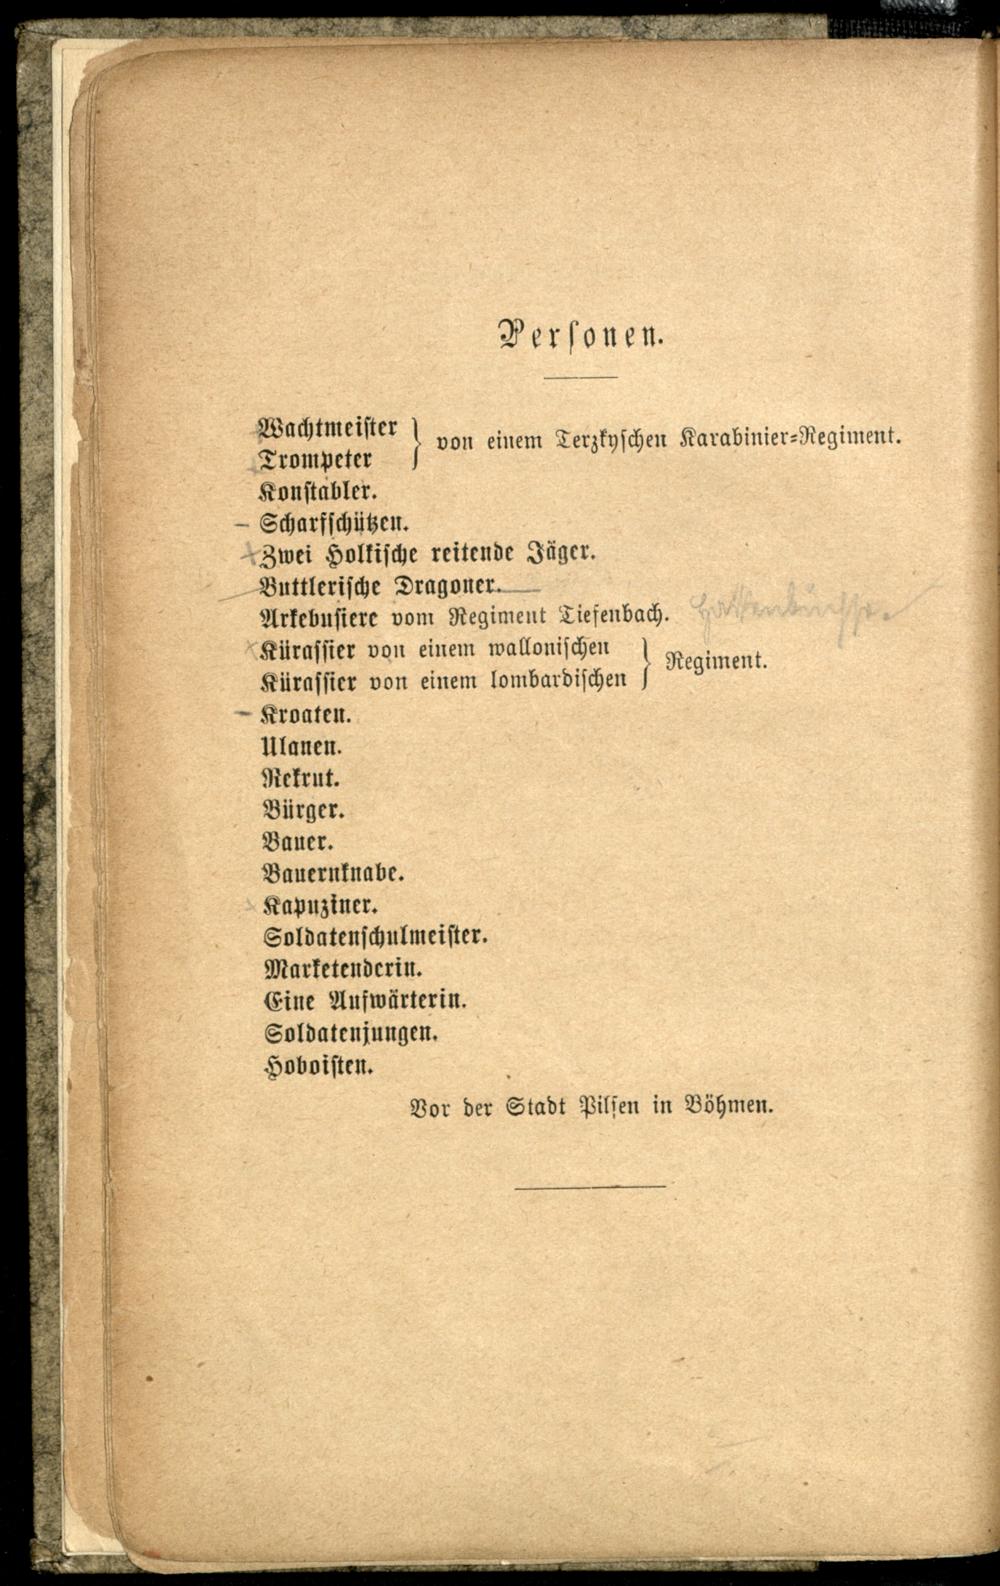 Personen.
Wachtmeister
Trompeter
} von einem Terzkyschen Karabinier-Regiment.
Konstabler.
Scharfschützen.
Zwei Holkische reitende Jäger.
Buttlerische Dragoner.
Arkebusiere vom Regiment Tiefenbach.
Kürassier von einem wallonischen
Kürassier von einem lombardischen
} Regiment.
Kroaten.
Ulanen.
Rekrut.
Bürger.
Bauer.
Bauernknabe.
Kapuziner.
Soldatenschulmeister.
Marketenderin.
Eine Aufwärterin.
Soldatenjungen.
Hoboisten.
Vor der Stadt Pilsen in Böhmen.